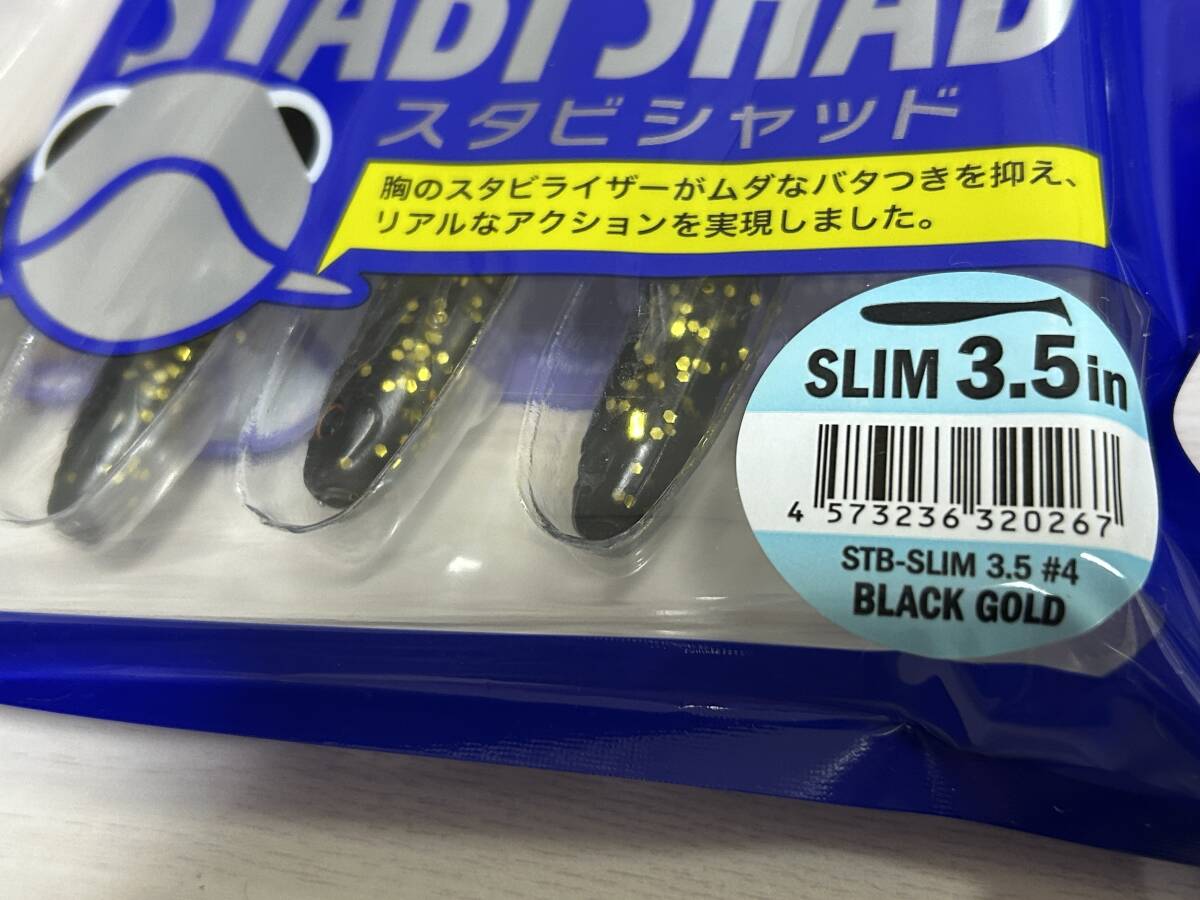 STABI SHAD
スタビシャッド
胸のスタビライザーがムダなバタつきを抑え、
リアルなアクションを実現しました。
SLIM 3.5in
4 573236 320267
STB-SLIM 3.5 #4
BLACK GOLD